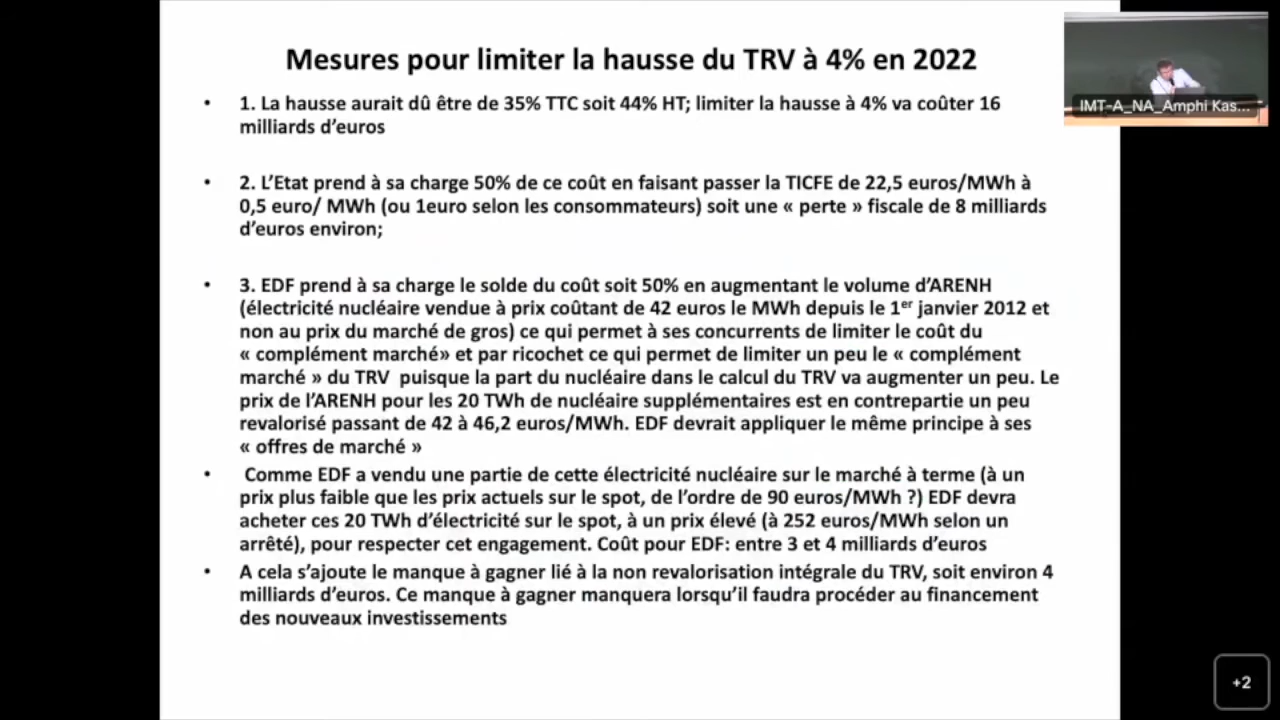 Mesures pour limiter la hausse du TRV à 4% en 2022
• 1. La hausse aurait dû être de 35% TTC soit 44% HT; limiter la hausse à 4% va coûter 16
milliards d’euros
• 2. L’Etat prend à sa charge 50% de ce coût en faisant passer la TICFE de 22,5 euros/MWh à
0,5 euro/ MWh (ou 1euro selon les consommateurs) soit une « perte » fiscale de 8 milliards
d’euros environ;
• 3. EDF prend à sa charge le solde du coût soit 50% en augmentant le volume d’ARENH
(électricité nucléaire vendue à prix coûtant de 42 euros le MWh depuis le 1er janvier 2012 et
non au prix du marché de gros) ce qui permet à ses concurrents de limiter le coût du
« complément marché» et par ricochet ce qui permet de limiter un peu le « complément
marché » du TRV puisque la part du nucléaire dans le calcul du TRV va augmenter un peu. Le
prix de l’ARENH pour les 20 TWh de nucléaire supplémentaires est en contrepartie un peu
revalorisé passant de 42 à 46,2 euros/MWh. EDF devrait appliquer le même principe à ses
« offres de marché »
• Comme EDF a vendu une partie de cette électricité nucléaire sur le marché à terme (à un
prix plus faible que les prix actuels sur le spot, de l’ordre de 90 euros/MWh ?) EDF devra
acheter ces 20 TWh d’électricité sur le spot, à un prix élevé (à 252 euros/MWh selon un
arrêté), pour respecter cet engagement. Coût pour EDF: entre 3 et 4 milliards d’euros
• A cela s’ajoute le manque à gagner lié à la non revalorisation intégrale du TRV, soit environ 4
milliards d’euros. Ce manque à gagner manquera lorsqu’il faudra procéder au financement
des nouveaux investissements
IMT-A_NA_Amphi Kas...
+2